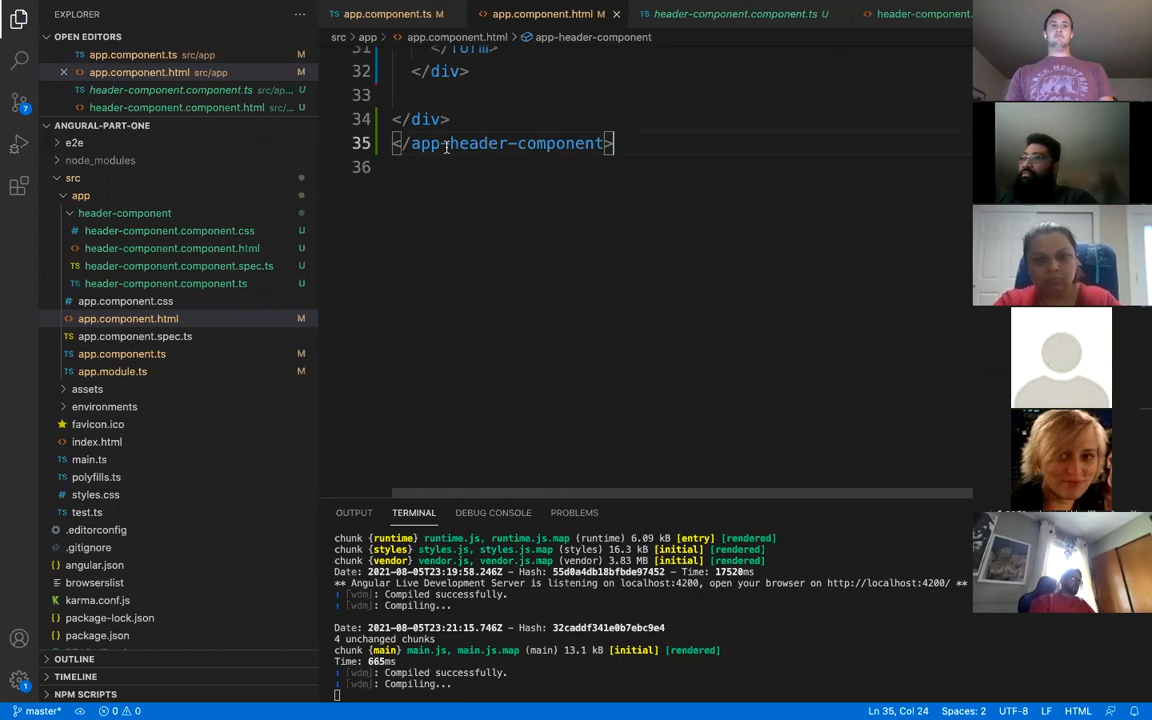 EXPLORER
OPEN EDITORS
app.component.ts src/app M
app.component.html src/app M
header-component.component.ts src/ap... U
header-component.component.html src/... U
ANGURAL-PART-ONE
e2e
node_modules
src
app
header-component
header-component.component.css U
header-component.component.html U
header-component.component.spec.ts U
header-component.component.ts U
app.component.css
app.component.html M
app.component.spec.ts
app.component.ts M
app.module.ts M
assets
environments
favicon.ico
index.html
main.ts
polyfills.ts
styles.css
test.ts
.editorconfig
.gitignore
angular.json
browserslist
karma.conf.js
package-lock.json
package.json
OUTLINE
TIMELINE
NPM SCRIPTS
app.component.ts M
app.component.html M
header-component.component.ts U
header-component.
src > app > app.component.html > app-header-component
31 </form>
32 </div>
33
34 </div>
35 </app-header-component>
36
OUTPUT TERMINAL DEBUG CONSOLE PROBLEMS
chunk {runtime} runtime.js, runtime.js.map (runtime) 6.09 kB [entry] [rendered]
chunk {styles} styles.js, styles.js.map (styles) 16.3 kB [initial] [rendered]
chunk {vendor} vendor.js, vendor.js.map (vendor) 3.83 MB [initial] [rendered]
Date: 2021-08-05T23:19:58.246Z - Hash: 55d0a4db18bfbde97452 - Time: 17520ms
** Angular Live Development Server is listening on localhost:4200, open your browser on http://localhost:4200/ **
ℹ ｢wdm｣: Compiled successfully.
ℹ ｢wdm｣: Compiling...
Date: 2021-08-05T23:21:15.746Z - Hash: 32caddf341e0b7ebc9e4
4 unchanged chunks
chunk {main} main.js, main.js.map (main) 13.1 kB [initial] [rendered]
Time: 665ms
ℹ ｢wdm｣: Compiled successfully.
ℹ ｢wdm｣: Compiling...
7
1
master* 0 0 Ln 35, Col 24 Spaces: 2 UTF-8 LF HTML